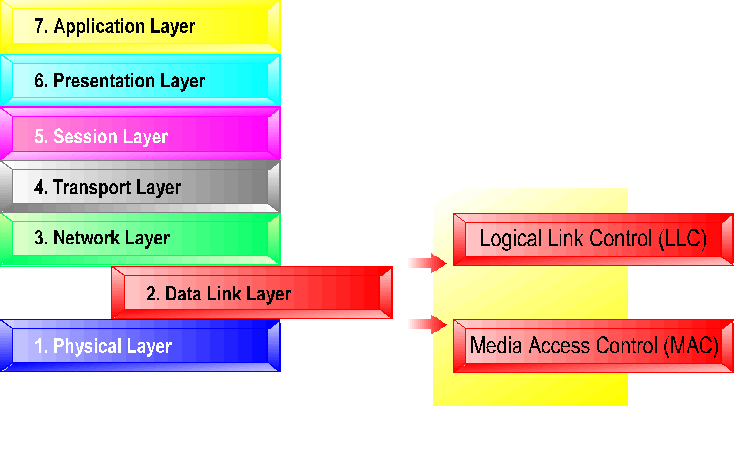 7. Application Layer
6. Presentation Layer
5. Session Layer
4. Transport Layer
3. Network Layer
2. Data Link Layer
1. Physical Layer
Logical Link Control (LLC)
Media Access Control (MAC)